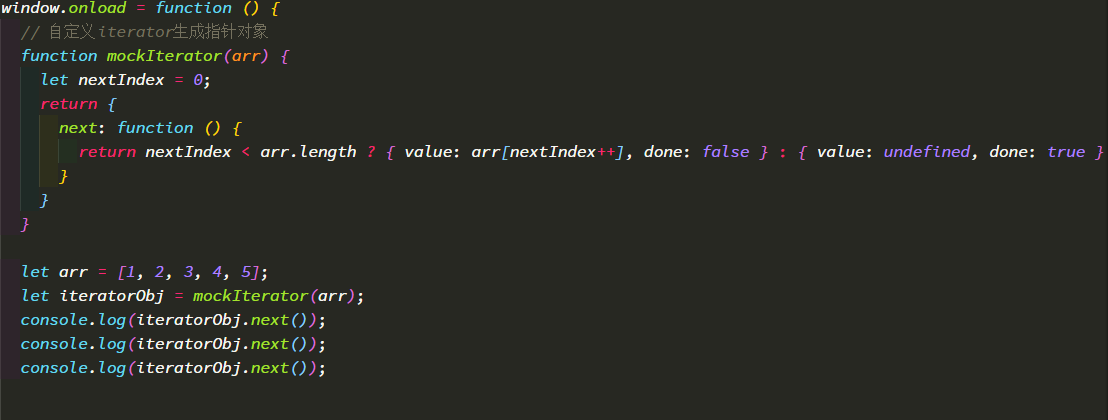 window.onload = function () {
// 自定义iterator生成指针对象
function mockIterator(arr) {
let nextIndex = 0;
return {
next: function () {
return nextIndex < arr.length ? { value: arr[nextIndex++], done: false } : { value: undefined, done: true }
}
}
}
let arr = [1, 2, 3, 4, 5];
let iteratorObj = mockIterator(arr);
console.log(iteratorObj.next());
console.log(iteratorObj.next());
console.log(iteratorObj.next());